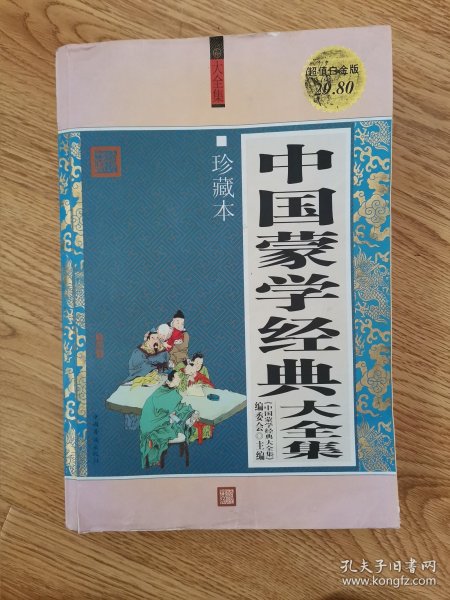 大全集
超值白金版
29.80
珍藏本
中国蒙学经典大全集
《中国蒙学经典大全集》
编委会◎主编
孔夫子旧书网
www.kongfz.com